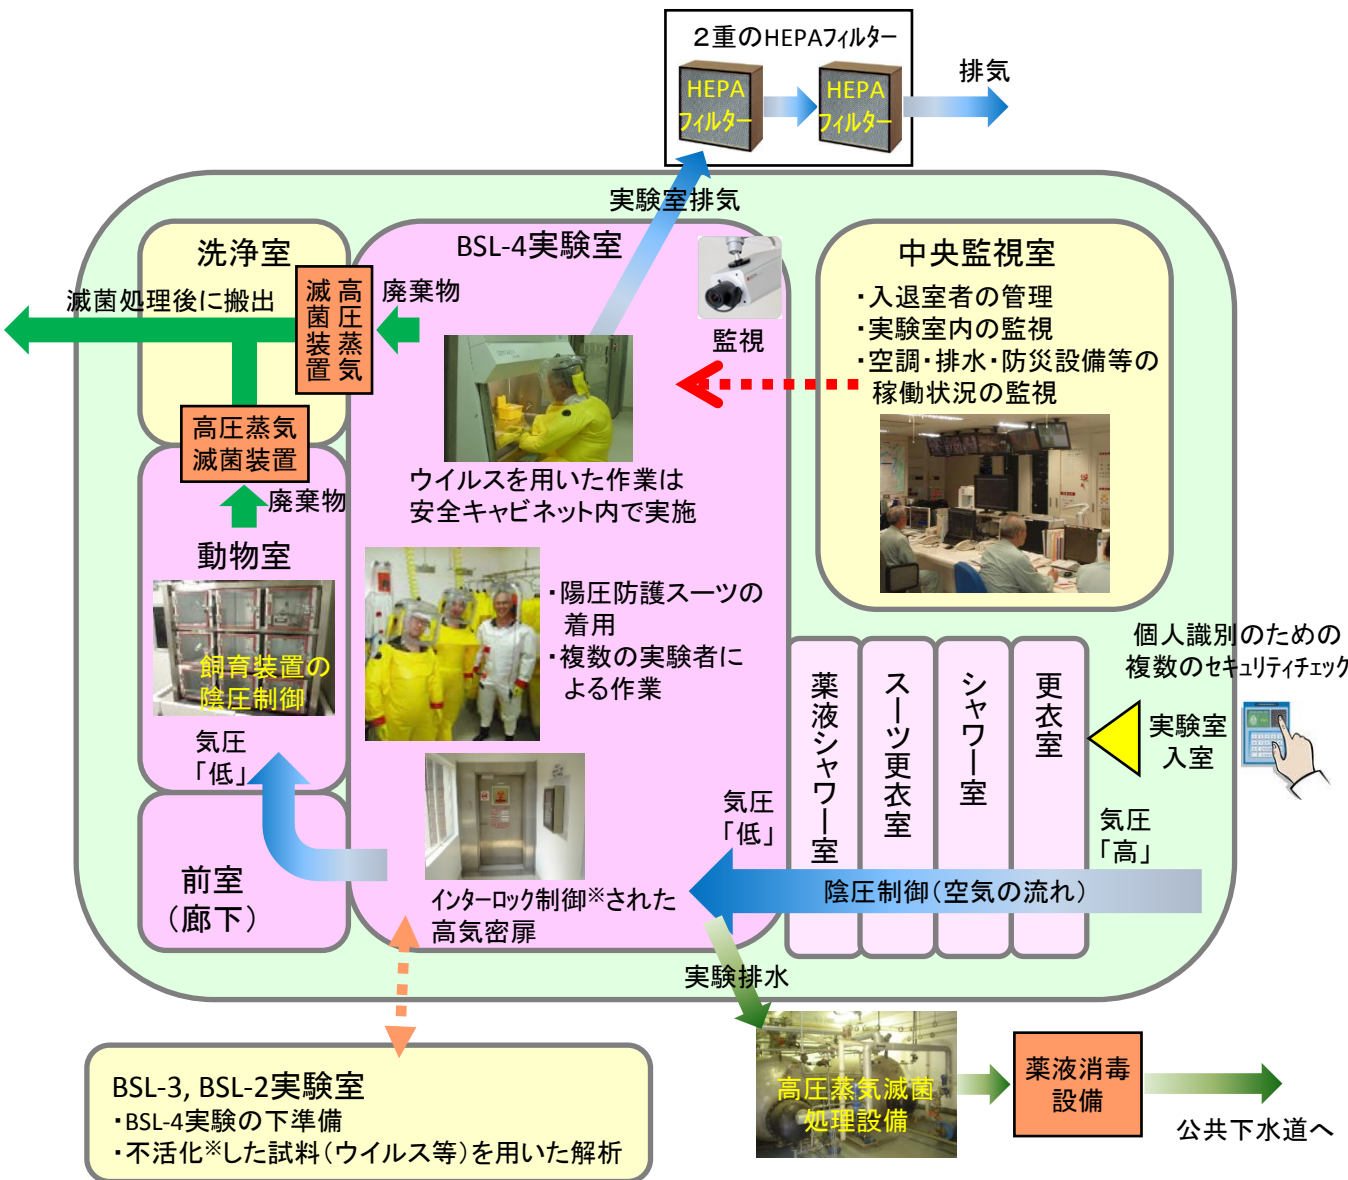 ２重のHEPAフィルター
HEPA
フィルター
HEPA
フィルター
排気
実験室排気
洗浄室
BSL-4実験室
中央監視室
滅菌処理後に搬出
高圧蒸気
滅菌装置
廃棄物
監視
・入退室者の管理
・実験室内の監視
・空調・排水・防災設備等の
稼働状況の監視
高圧蒸気
滅菌装置
廃棄物
ウイルスを用いた作業は
安全キャビネット内で実施
動物室
飼育装置の
陰圧制御
・陽圧防護スーツの
着用
・複数の実験者に
よる作業
個人識別のための
複数のセキュリティチェック
薬液シャワー室
スーツ更衣室
シャワー室
更衣室
実験室
入室
気圧
「低」
気圧
「低」
気圧
「高」
前室
（廊下）
インターロック制御※された
高気密扉
陰圧制御（空気の流れ）
実験排水
BSL-3, BSL-2実験室
・BSL-4実験の下準備
・不活化※した試料（ウイルス等）を用いた解析
高圧蒸気滅菌
処理設備
薬液消毒
設備
公共下水道へ